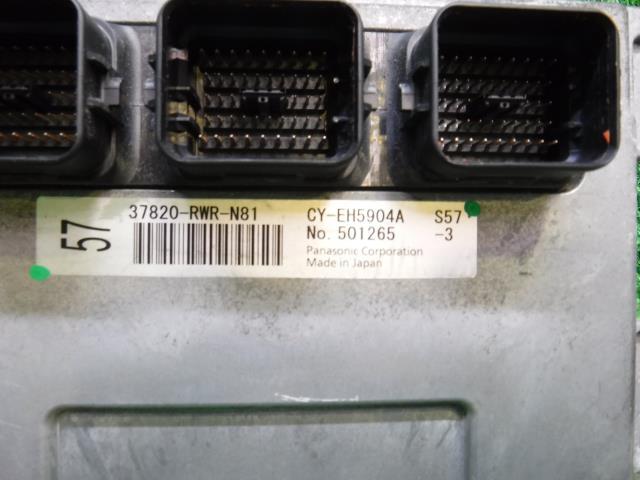 57
37820-RWR-N81 CY-EH5904A S57
No. 501265 -3
Panasonic Corporation
Made in Japan